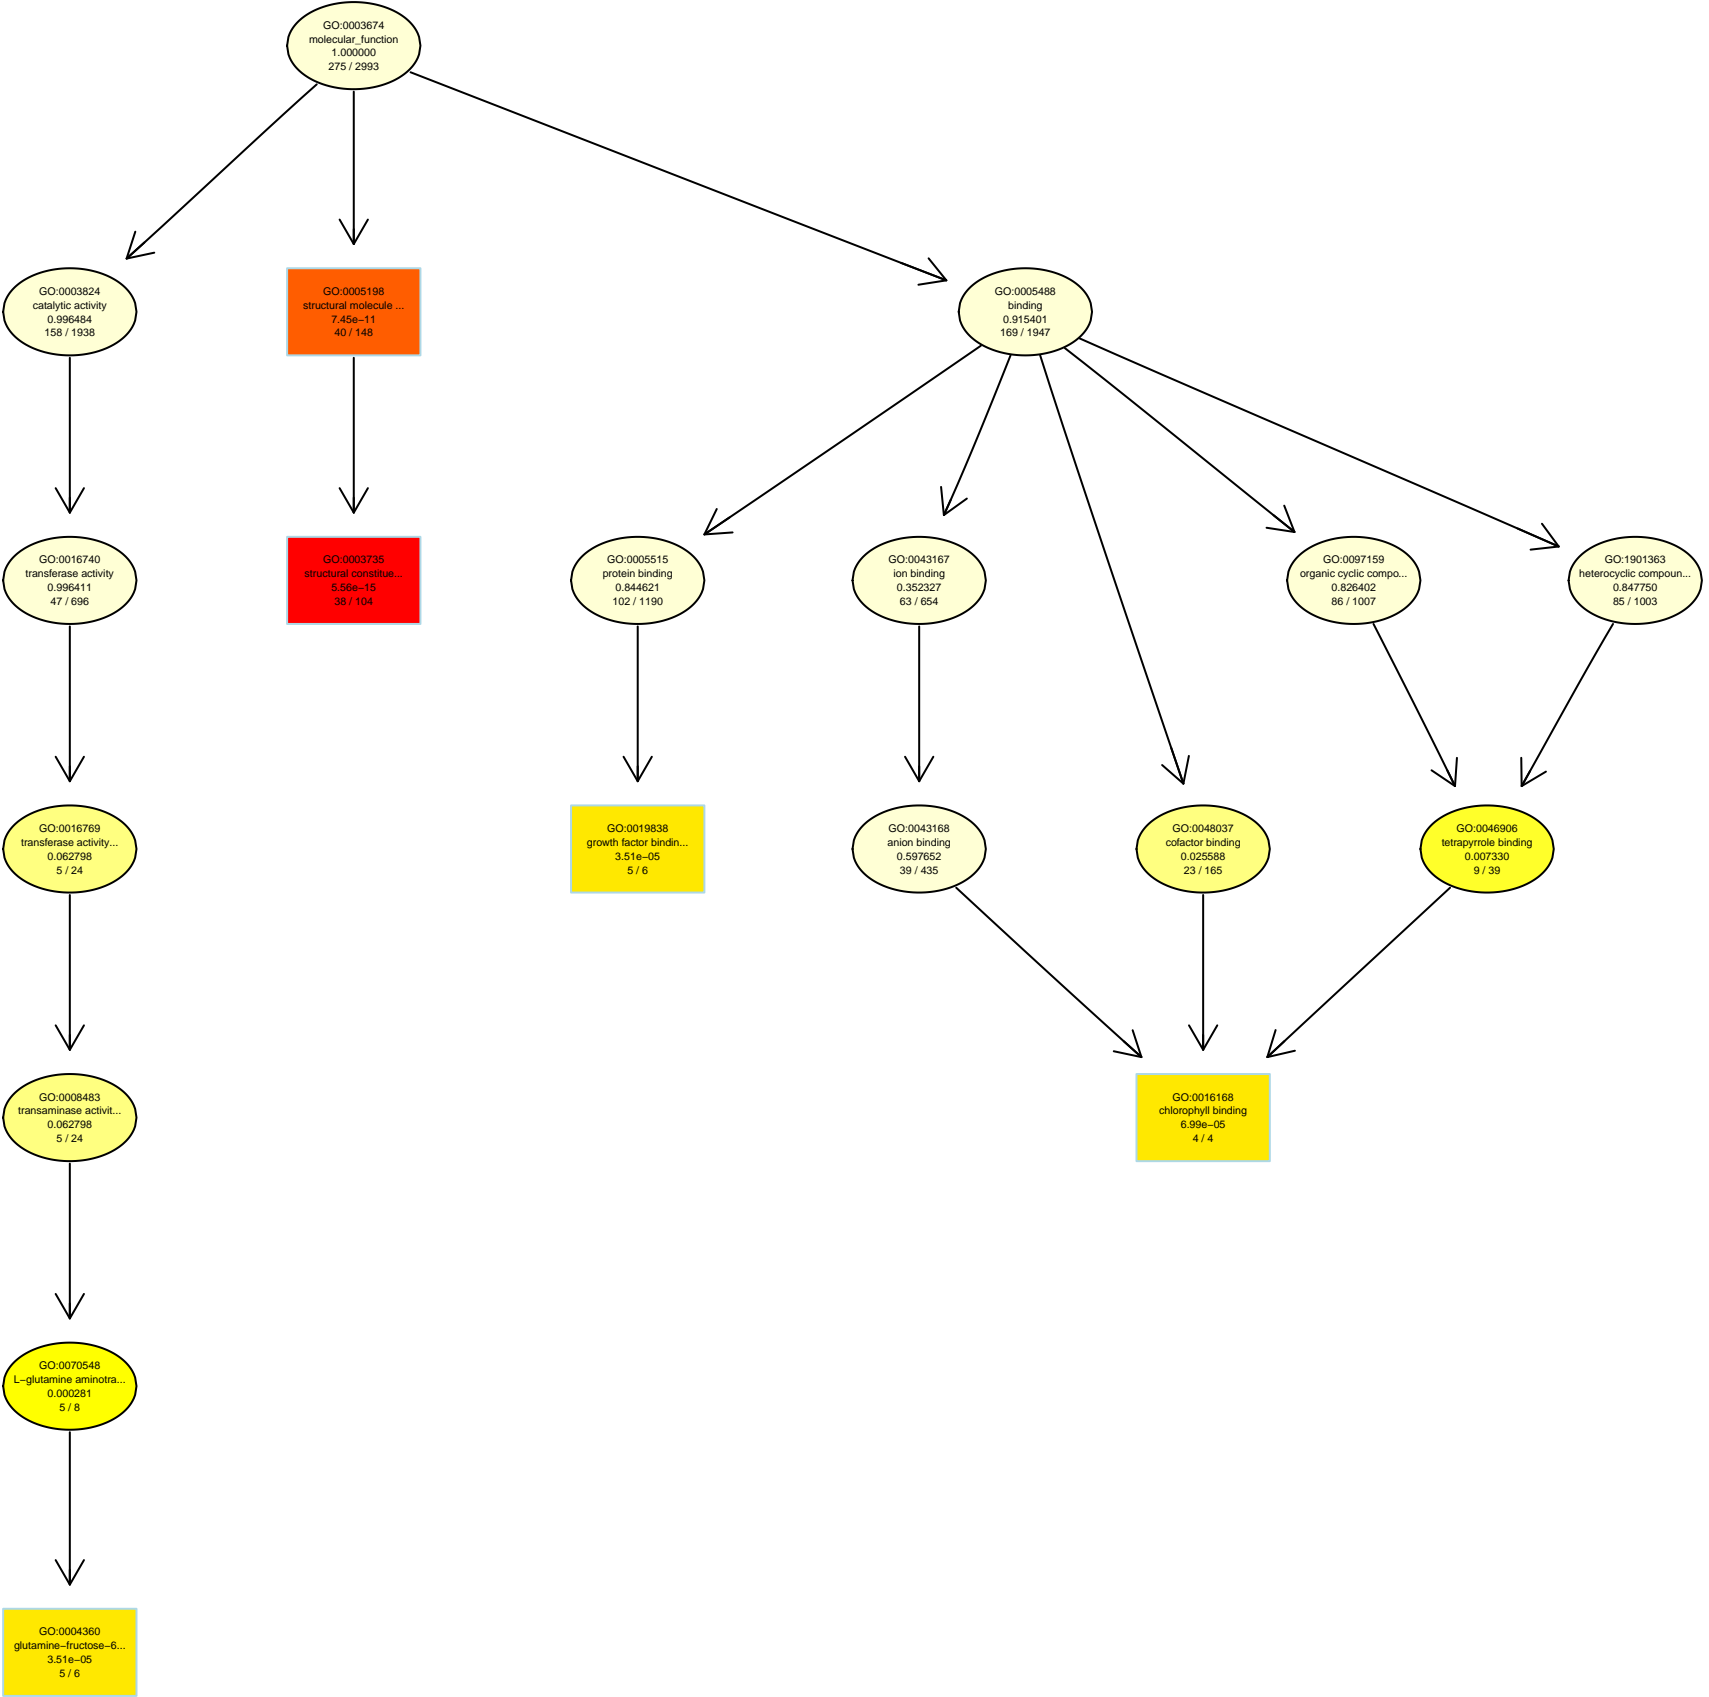 GO:0003674
molecular_function
1.000000
275 / 2993
GO:0003824
catalytic activity
0.996484
158 / 1938
GO:0005198
structural molecule ...
7.45e−11
40 / 148
GO:0005488
binding
0.915401
169 / 1947
GO:0016740
transferase activity
0.996411
47 / 696
GO:0003735
structural constitue...
5.56e−15
38 / 104
GO:0005515
protein binding
0.844621
102 / 1190
GO:0043167
ion binding
0.352327
63 / 654
GO:0097159
organic cyclic compo...
0.826402
86 / 1007
GO:1901363
heterocyclic compoun...
0.847750
85 / 1003
GO:0016769
transferase activity...
0.062798
5 / 24
GO:0019838
growth factor bindin...
3.51e−05
5 / 6
GO:0043168
anion binding
0.597652
39 / 435
GO:0048037
cofactor binding
0.025588
23 / 165
GO:0046906
tetrapyrrole binding
0.007330
9 / 39
GO:0008483
transaminase activit...
0.062798
5 / 24
GO:0016168
chlorophyll binding
6.99e−05
4 / 4
GO:0070548
L−glutamine aminotra...
0.000281
5 / 8
GO:0004360
glutamine−fructose−6...
3.51e−05
5 / 6